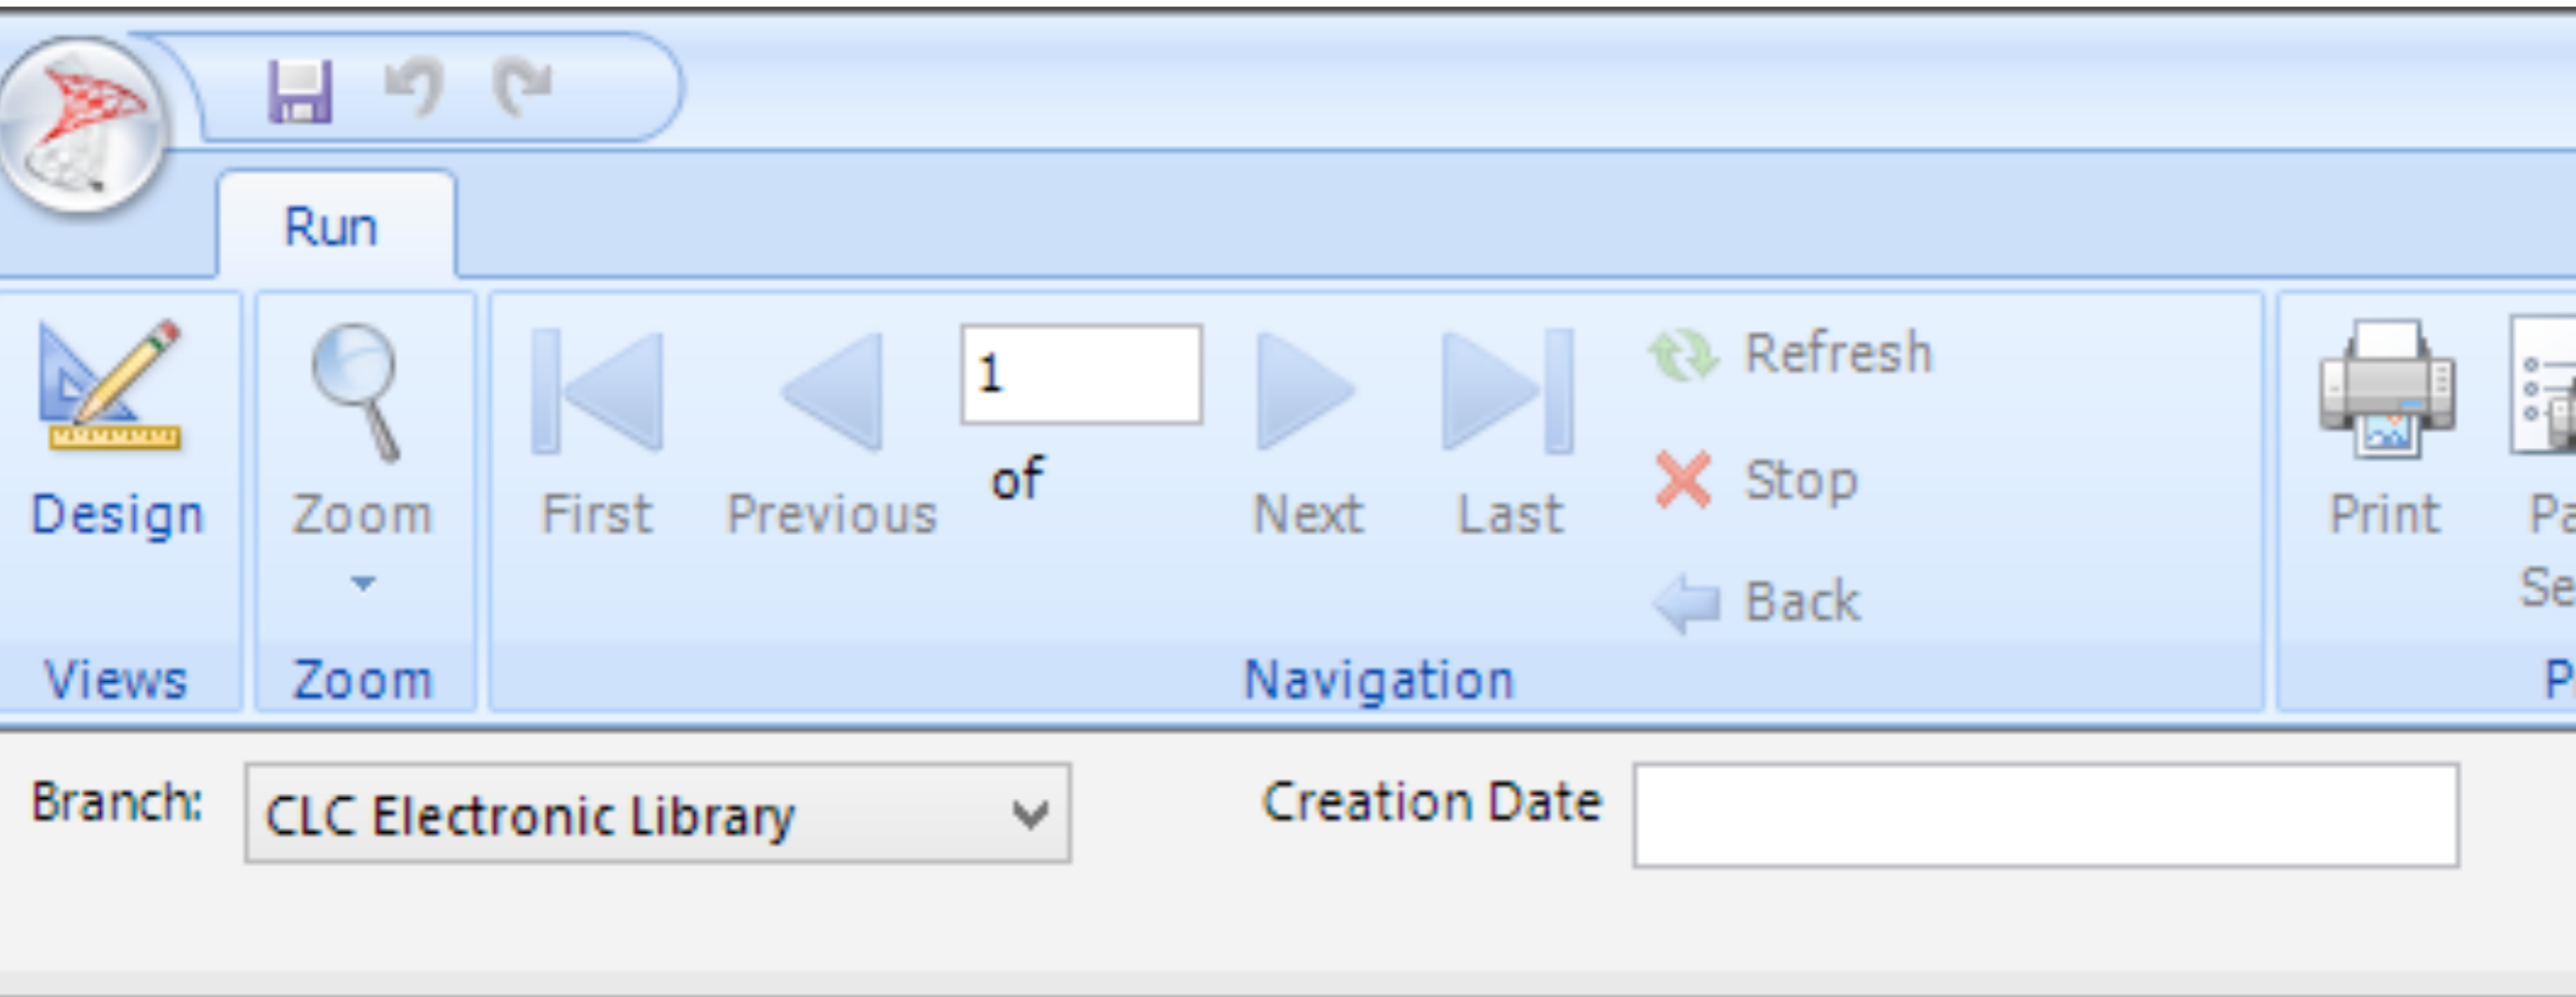 Run
Design
Zoom
First
Previous
1
of
Next
Last
Refresh
Stop
Back
Print
Views
Zoom
Navigation
Branch:
CLC Electronic Library
Creation Date